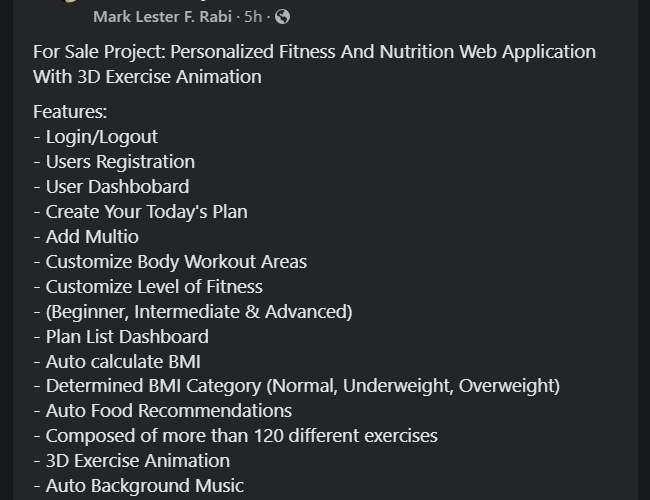 Mark Lester F. Rabi · 5h ·
For Sale Project: Personalized Fitness And Nutrition Web Application
With 3D Exercise Animation
Features:
- Login/Logout
- Users Registration
- User Dashbobard
- Create Your Today's Plan
- Add Multio
- Customize Body Workout Areas
- Customize Level of Fitness
- (Beginner, Intermediate & Advanced)
- Plan List Dashboard
- Auto calculate BMI
- Determined BMI Category (Normal, Underweight, Overweight)
- Auto Food Recommendations
- Composed of more than 120 different exercises
- 3D Exercise Animation
- Auto Background Music